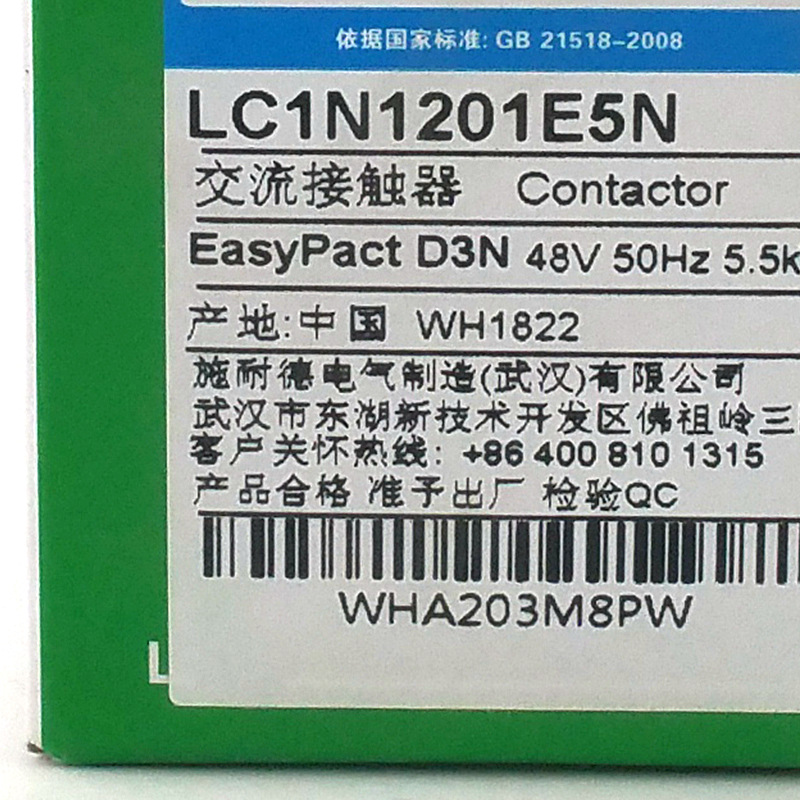 依据国家标准: GB 21518-2008
LC1N1201E5N
交流接触器 Contactor
EasyPact D3N 48V 50Hz 5.5k
产地:中国 WH1822
施耐德电气制造(武汉)有限公司
武汉市东湖新技术开发区佛祖岭三
客户关怀热线: +86 400 810 1315
产品合格 准予出厂 检验QC
WHA203M8PW
L